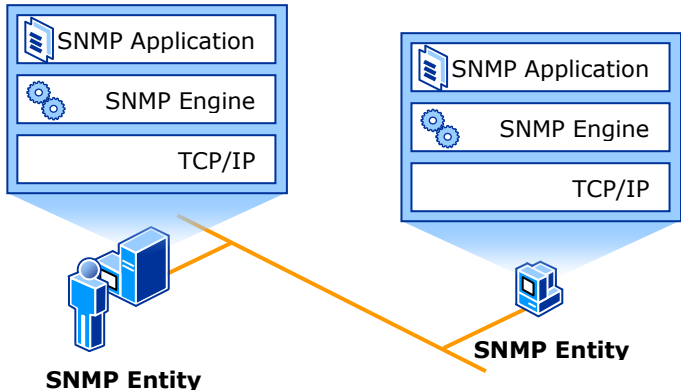 SNMP Application
SNMP Engine
TCP/IP
SNMP Application
SNMP Engine
TCP/IP
SNMP Entity
SNMP Entity